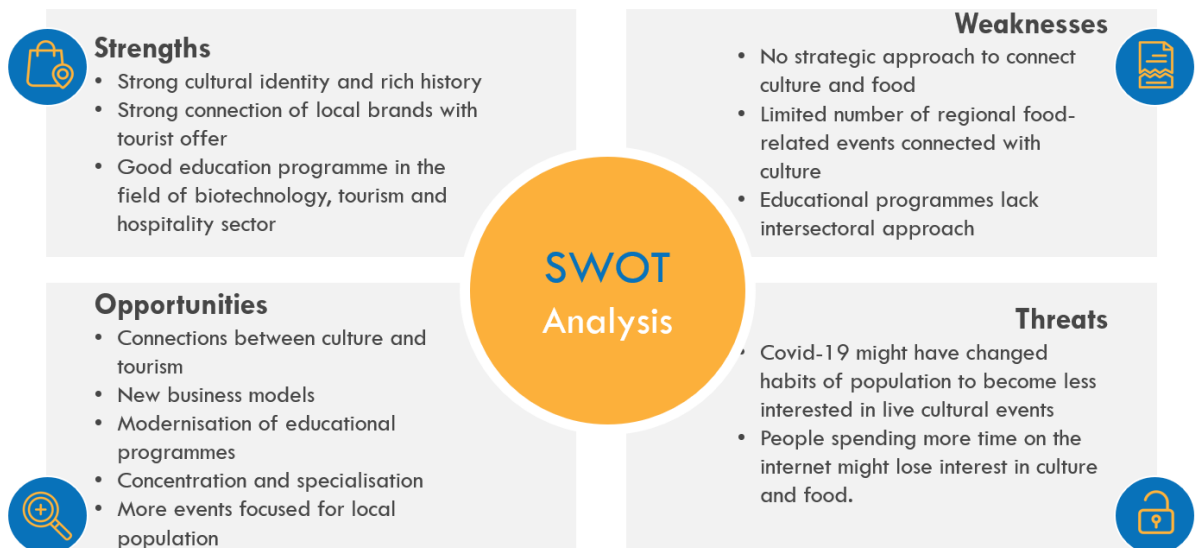 Strengths
• Strong cultural identity and rich history
• Strong connection of local brands with
tourist offer
• Good education programme in the
field of biotechnology, tourism and
hospitality sector
Weaknesses
• No strategic approach to connect
culture and food
• Limited number of regional food-
related events connected with
culture
• Educational programmes lack
intersectoral approach
SWOT
Analysis
Opportunities
• Connections between culture and
tourism
• New business models
• Modernisation of educational
programmes
• Concentration and specialisation
• More events focused for local
population
Threats
• Covid-19 might have changed
habits of population to become less
interested in live cultural events
• People spending more time on the
internet might lose interest in culture
and food.